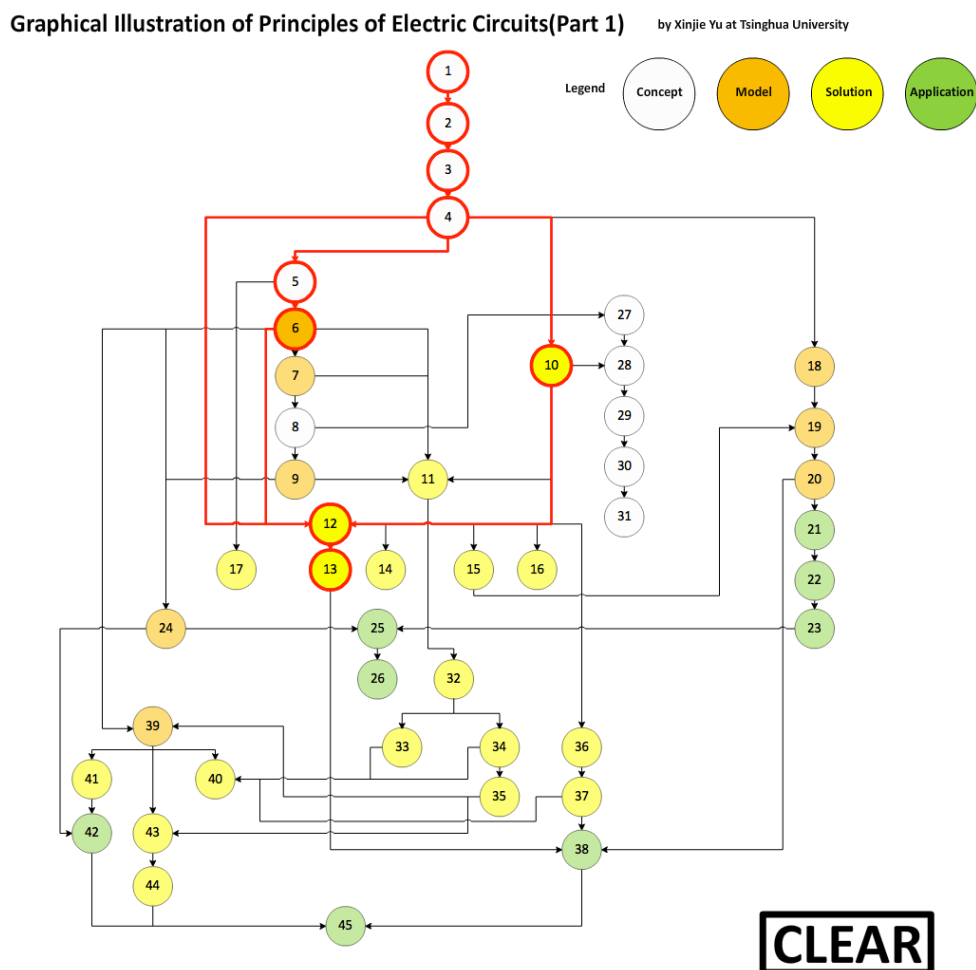 Graphical Illustration of Principles of Electric Circuits(Part 1) by Xinjie Yu at Tsinghua University
Legend Concept Model Solution Application
1
2
3
4
5
6 27
7 10 28 18
8 29 19
9 11 30 20
12 31 21
17 13 14 15 16 22
24 25 23
26 32
39 33 34 36
41 40 35 37
42 43 38
44
45
CLEAR